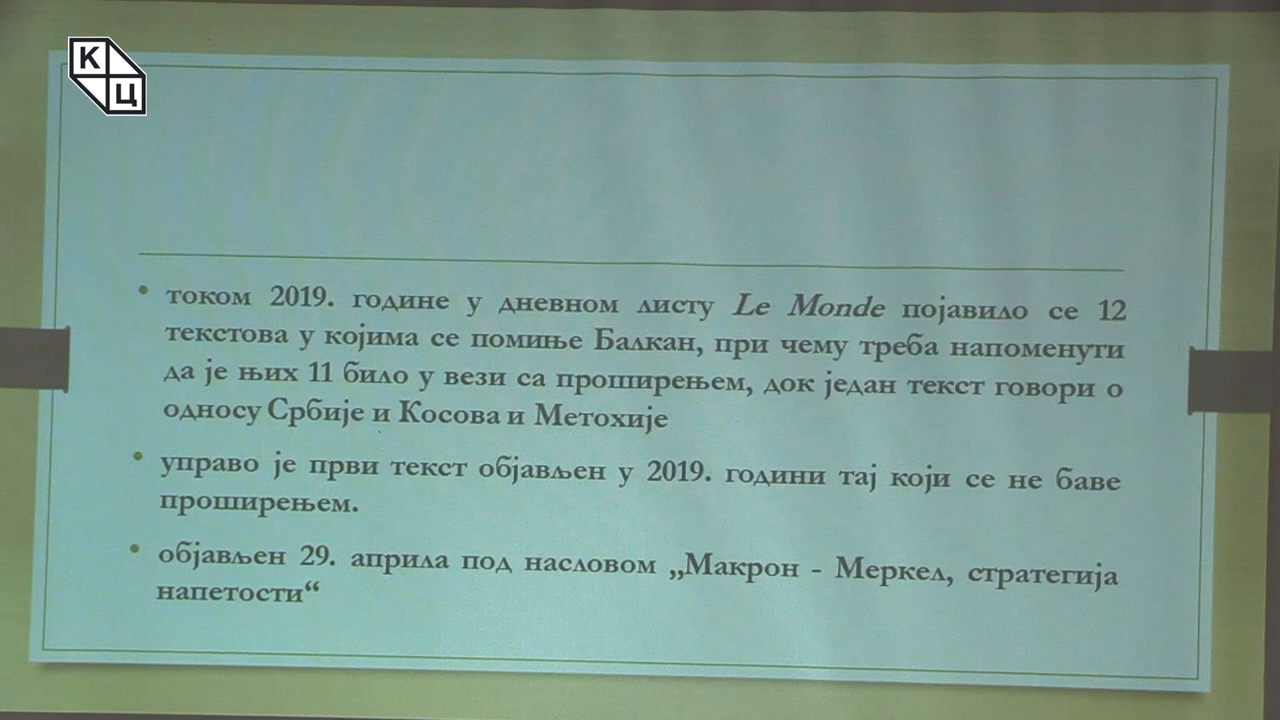 К
Ц
• током 2019. године у дневном листу Le Monde појавило се 12
текстова у којима се помиње Балкан, при чему треба напоменути
да је њих 11 било у вези са проширењем, док један текст говори о
односу Србије и Косова и Метохије
• управо је први текст објављен у 2019. години тај који се не баве
проширењем.
• објављен 29. априла под насловом „Макрон - Меркел, стратегија
напетости“